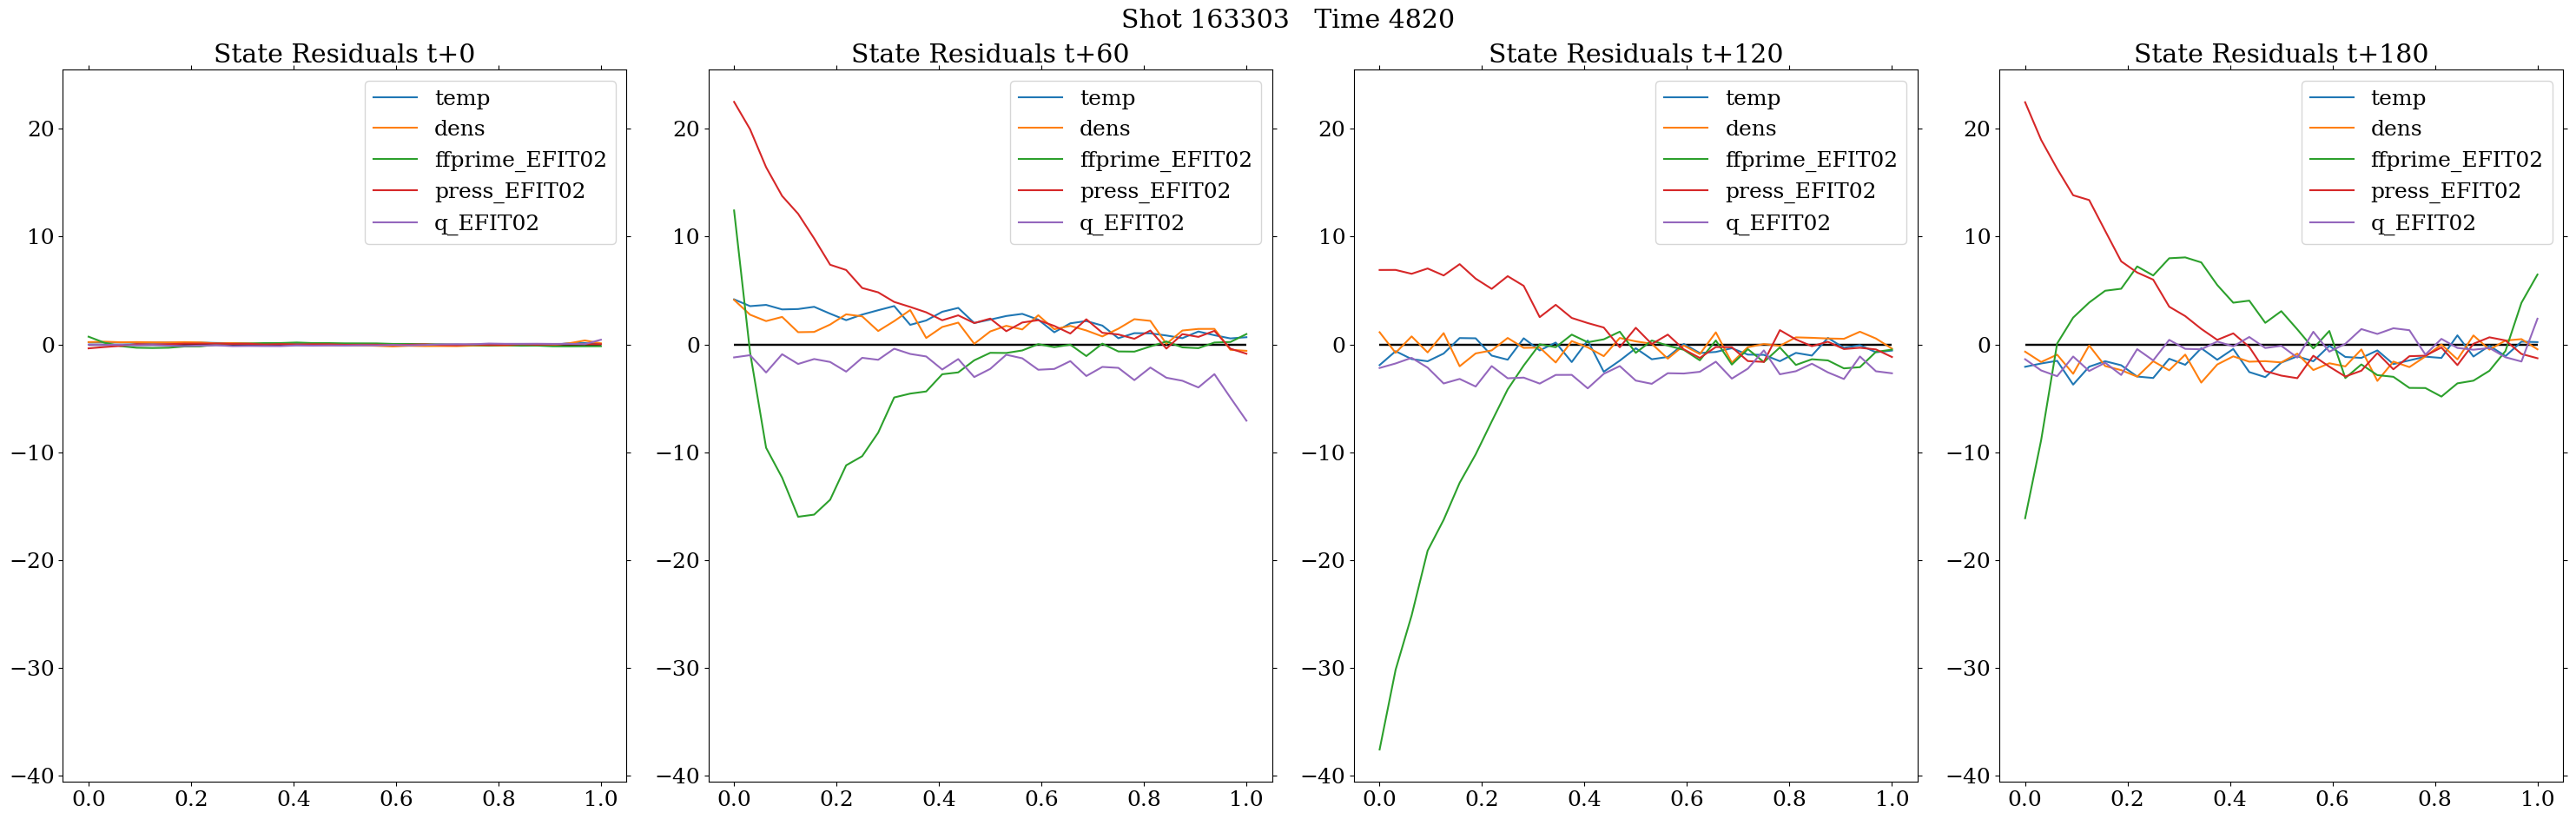 Shot 163303   Time 4820
State Residuals t+0
20
10
0
−10
−20
−30
−40
0.0 0.2 0.4 0.6 0.8 1.0
temp
dens
ffprime_EFIT02
press_EFIT02
q_EFIT02
State Residuals t+60
20
10
0
−10
−20
−30
−40
0.0 0.2 0.4 0.6 0.8 1.0
temp
dens
ffprime_EFIT02
press_EFIT02
q_EFIT02
State Residuals t+120
20
10
0
−10
−20
−30
−40
0.0 0.2 0.4 0.6 0.8 1.0
temp
dens
ffprime_EFIT02
press_EFIT02
q_EFIT02
State Residuals t+180
20
10
0
−10
−20
−30
−40
0.0 0.2 0.4 0.6 0.8 1.0
temp
dens
ffprime_EFIT02
press_EFIT02
q_EFIT02